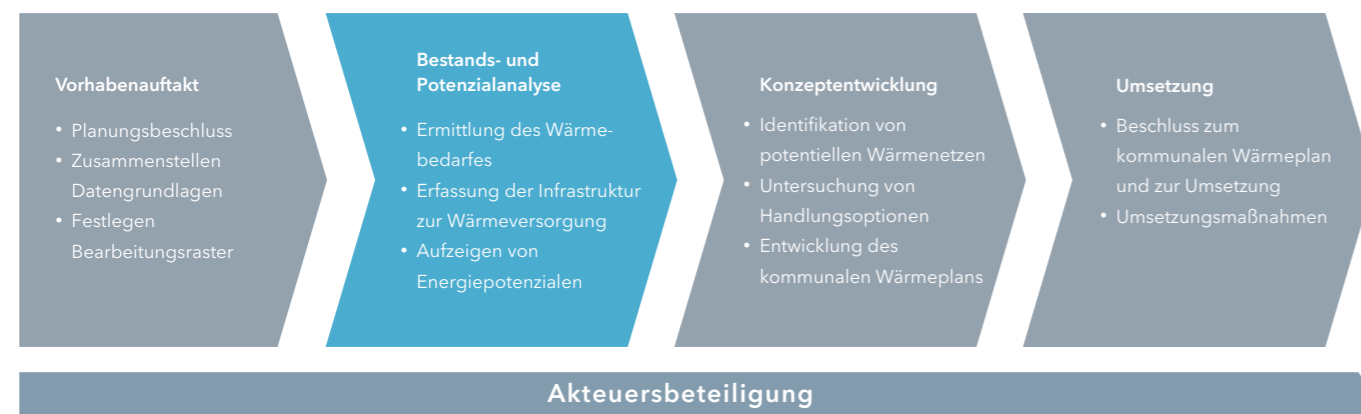 Vorhabenauftakt
• Planungsbeschluss
• Zusammenstellen
Datengrundlagen
• Festlegen
Bearbeitungsraster
Bestands- und
Potenzialanalyse
• Ermittlung des Wärme-
bedarfes
• Erfassung der Infrastruktur
zur Wärmeversorgung
• Aufzeigen von
Energiepotenzialen
Konzeptentwicklung
• Identifikation von
potentiellen Wärmenetzen
• Untersuchung von
Handlungsoptionen
• Entwicklung des
kommunalen Wärmeplans
Umsetzung
• Beschluss zum
kommunalen Wärmeplan
und zur Umsetzung
• Umsetzungsmaßnahmen
Akteuersbeteiligung